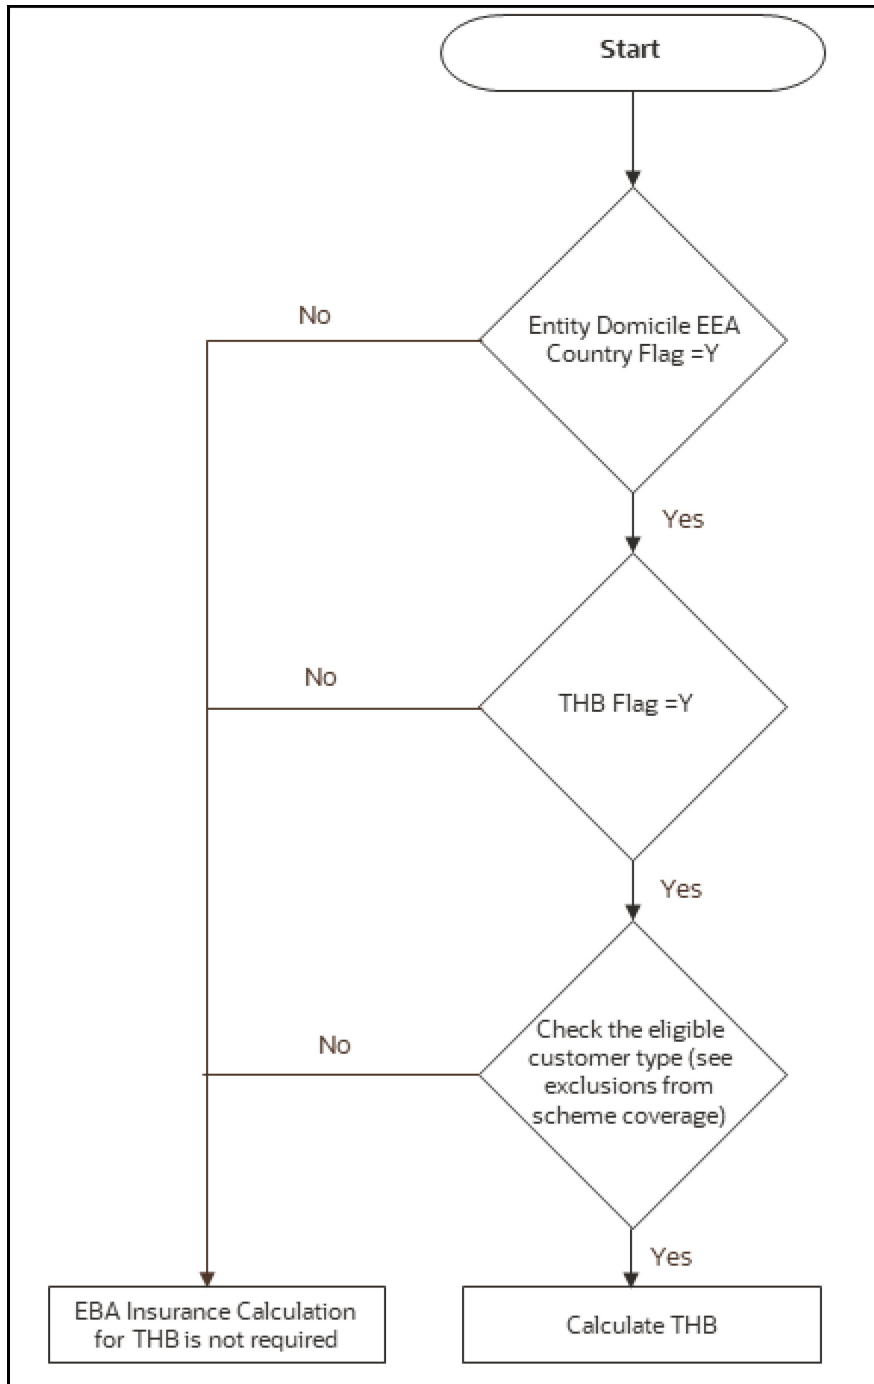 Start
No
Entity Domicile EEA
Country Flag =Y
Yes
No
THB Flag =Y
Yes
No
Check the eligible
customer type (see
exclusions from
scheme coverage)
Yes
EBA Insurance Calculation
for THB is not required
Calculate THB